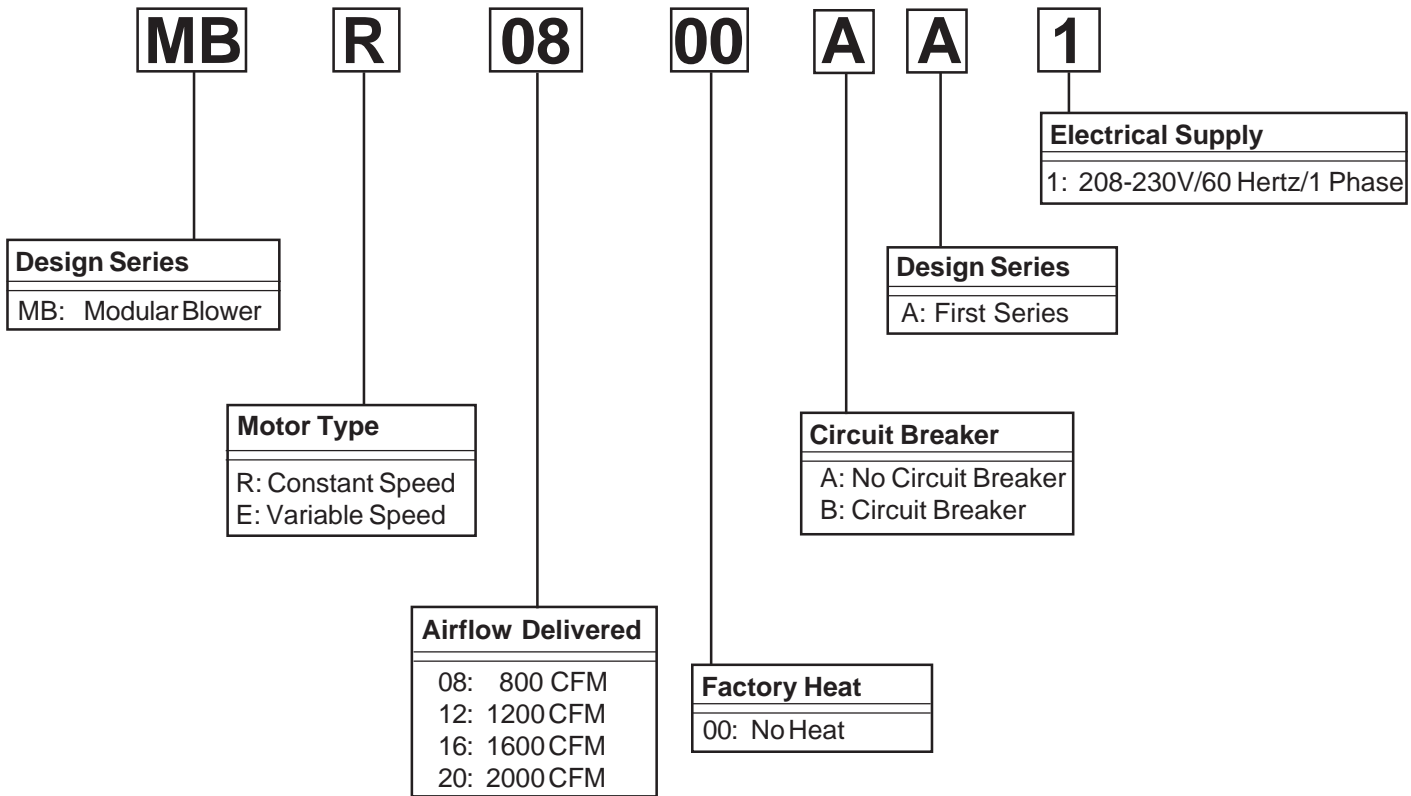 MB R 08 00 A A 1
Electrical Supply
1: 208-230V/60 Hertz/1 Phase
Design Series
MB: Modular Blower
Design Series
A: First Series
Motor Type
R: Constant Speed
E: Variable Speed
Circuit Breaker
A: No Circuit Breaker
B: Circuit Breaker
Airflow Delivered
08: 800 CFM
12: 1200 CFM
16: 1600 CFM
20: 2000 CFM
Factory Heat
00: No Heat